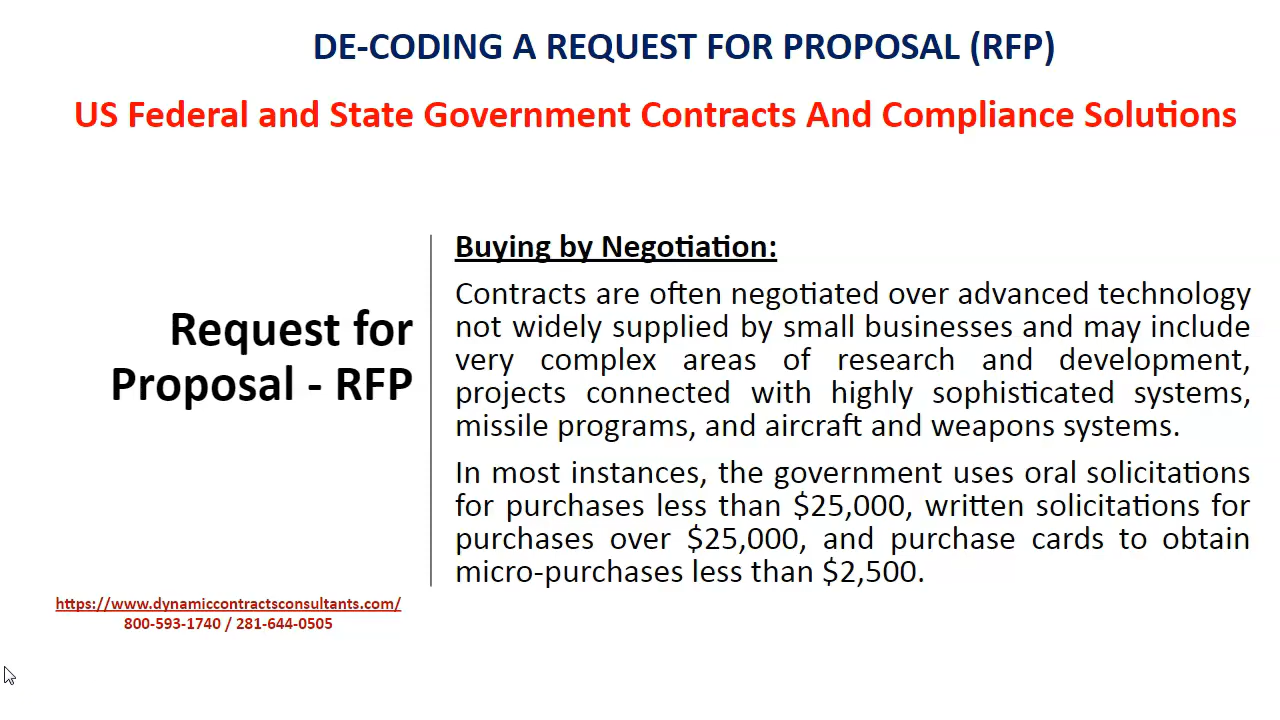 DE-CODING A REQUEST FOR PROPOSAL (RFP)
US Federal and State Government Contracts And Compliance Solutions
Request for
Proposal - RFP
https://www.dynamiccontractsconsultants.com/
800-593-1740 / 281-644-0505
Buying by Negotiation:
Contracts are often negotiated over advanced technology
not widely supplied by small businesses and may include
very complex areas of research and development,
projects connected with highly sophisticated systems,
missile programs, and aircraft and weapons systems.
In most instances, the government uses oral solicitations
for purchases less than $25,000, written solicitations for
purchases over $25,000, and purchase cards to obtain
micro-purchases less than $2,500.